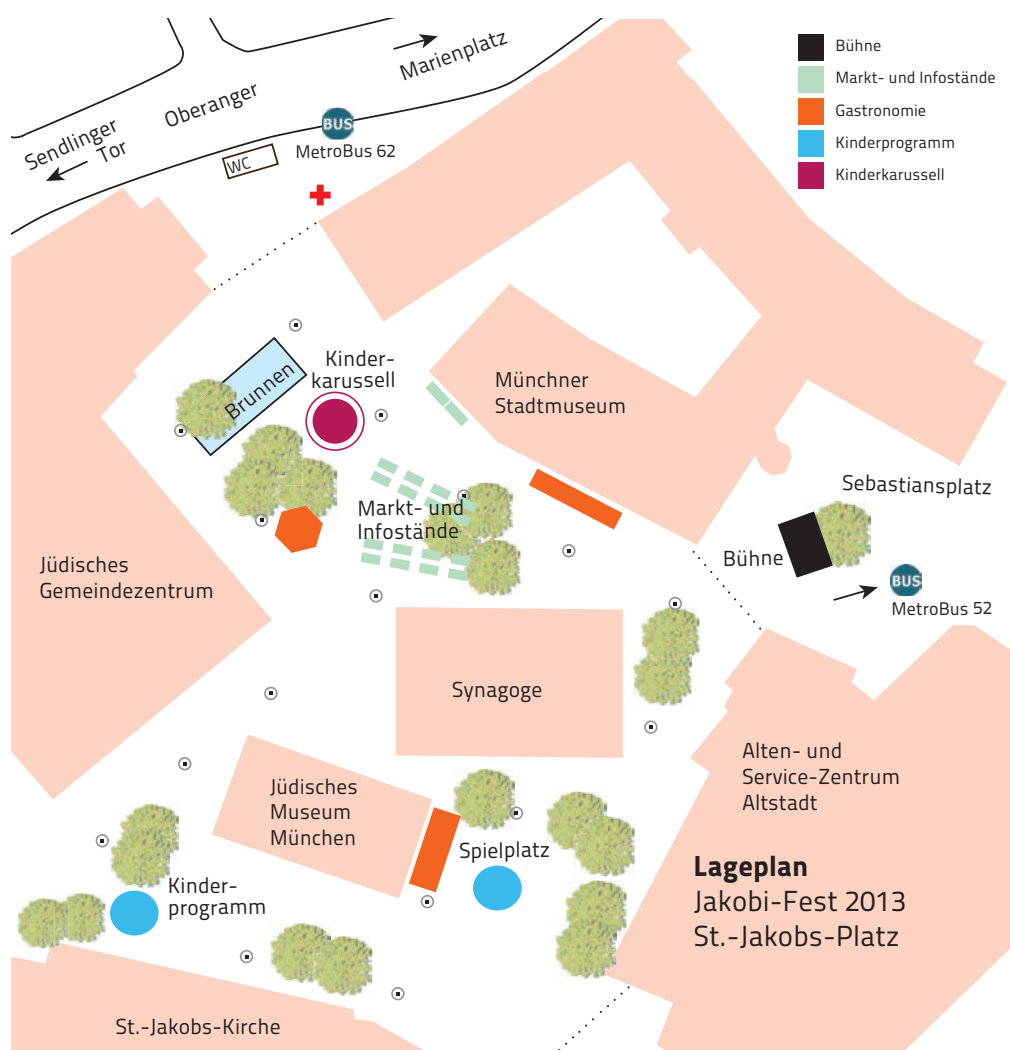 Marienplatz
Oberanger
Sendlinger
Tor
BUS
MetroBus 62
WC
Bühne
Markt- und Infostände
Gastronomie
Kinderprogramm
Kinderkarussell
Brunnen
Kinder-
karussell
Münchner
Stadtmuseum
Sebastiansplatz
Markt- und
Infostände
Bühne
BUS
MetroBus 52
Jüdisches
Gemeindezentrum
Synagoge
Alten- und
Service-Zentrum
Altstadt
Jüdisches
Museum
München
Spielplatz
Kinder-
programm
Lageplan
Jakobi-Fest 2013
St.-Jakobs-Platz
St.-Jakobs-Kirche